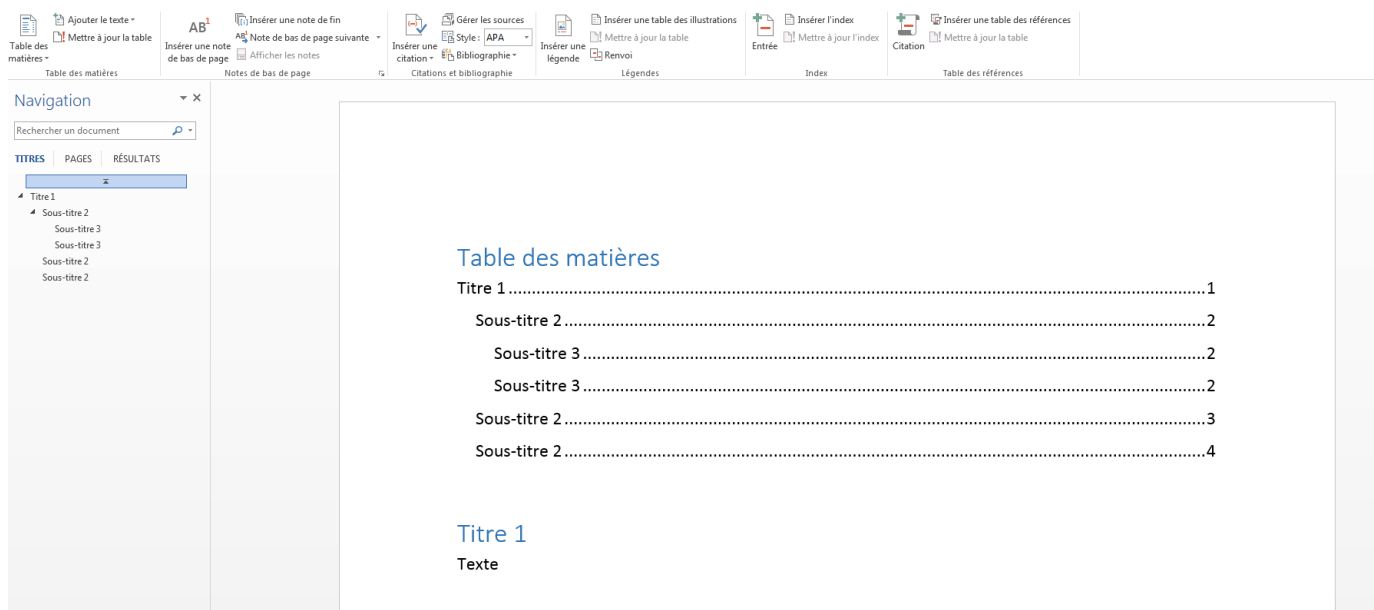 Ajouter le texte
Mettre à jour la table
Table des
matières
Table des matières
AB1
Insérer une note
de bas de page
Insérer une note de fin
Note de bas de page suivante
Afficher les notes
Notes de bas de page
Insérer une
citation
Gérer les sources
Style : APA
Bibliographie
Citations et bibliographie
Insérer une
légende
Insérer une table des illustrations
Mettre à jour la table
Renvoi
Légendes
Entrée
Insérer l'index
Mettre à jour l'index
Index
Citation
Insérer une table des références
Mettre à jour la table
Table des références
Navigation
Rechercher un document
TITRES PAGES RÉSULTATS
Titre 1
Sous-titre 2
Sous-titre 3
Sous-titre 3
Sous-titre 2
Sous-titre 2
Table des matières
Titre 1 ........................................ 1
Sous-titre 2 ........................................ 2
Sous-titre 3 ........................................ 2
Sous-titre 3 ........................................ 2
Sous-titre 2 ........................................ 3
Sous-titre 2 ........................................ 4
Titre 1
Texte